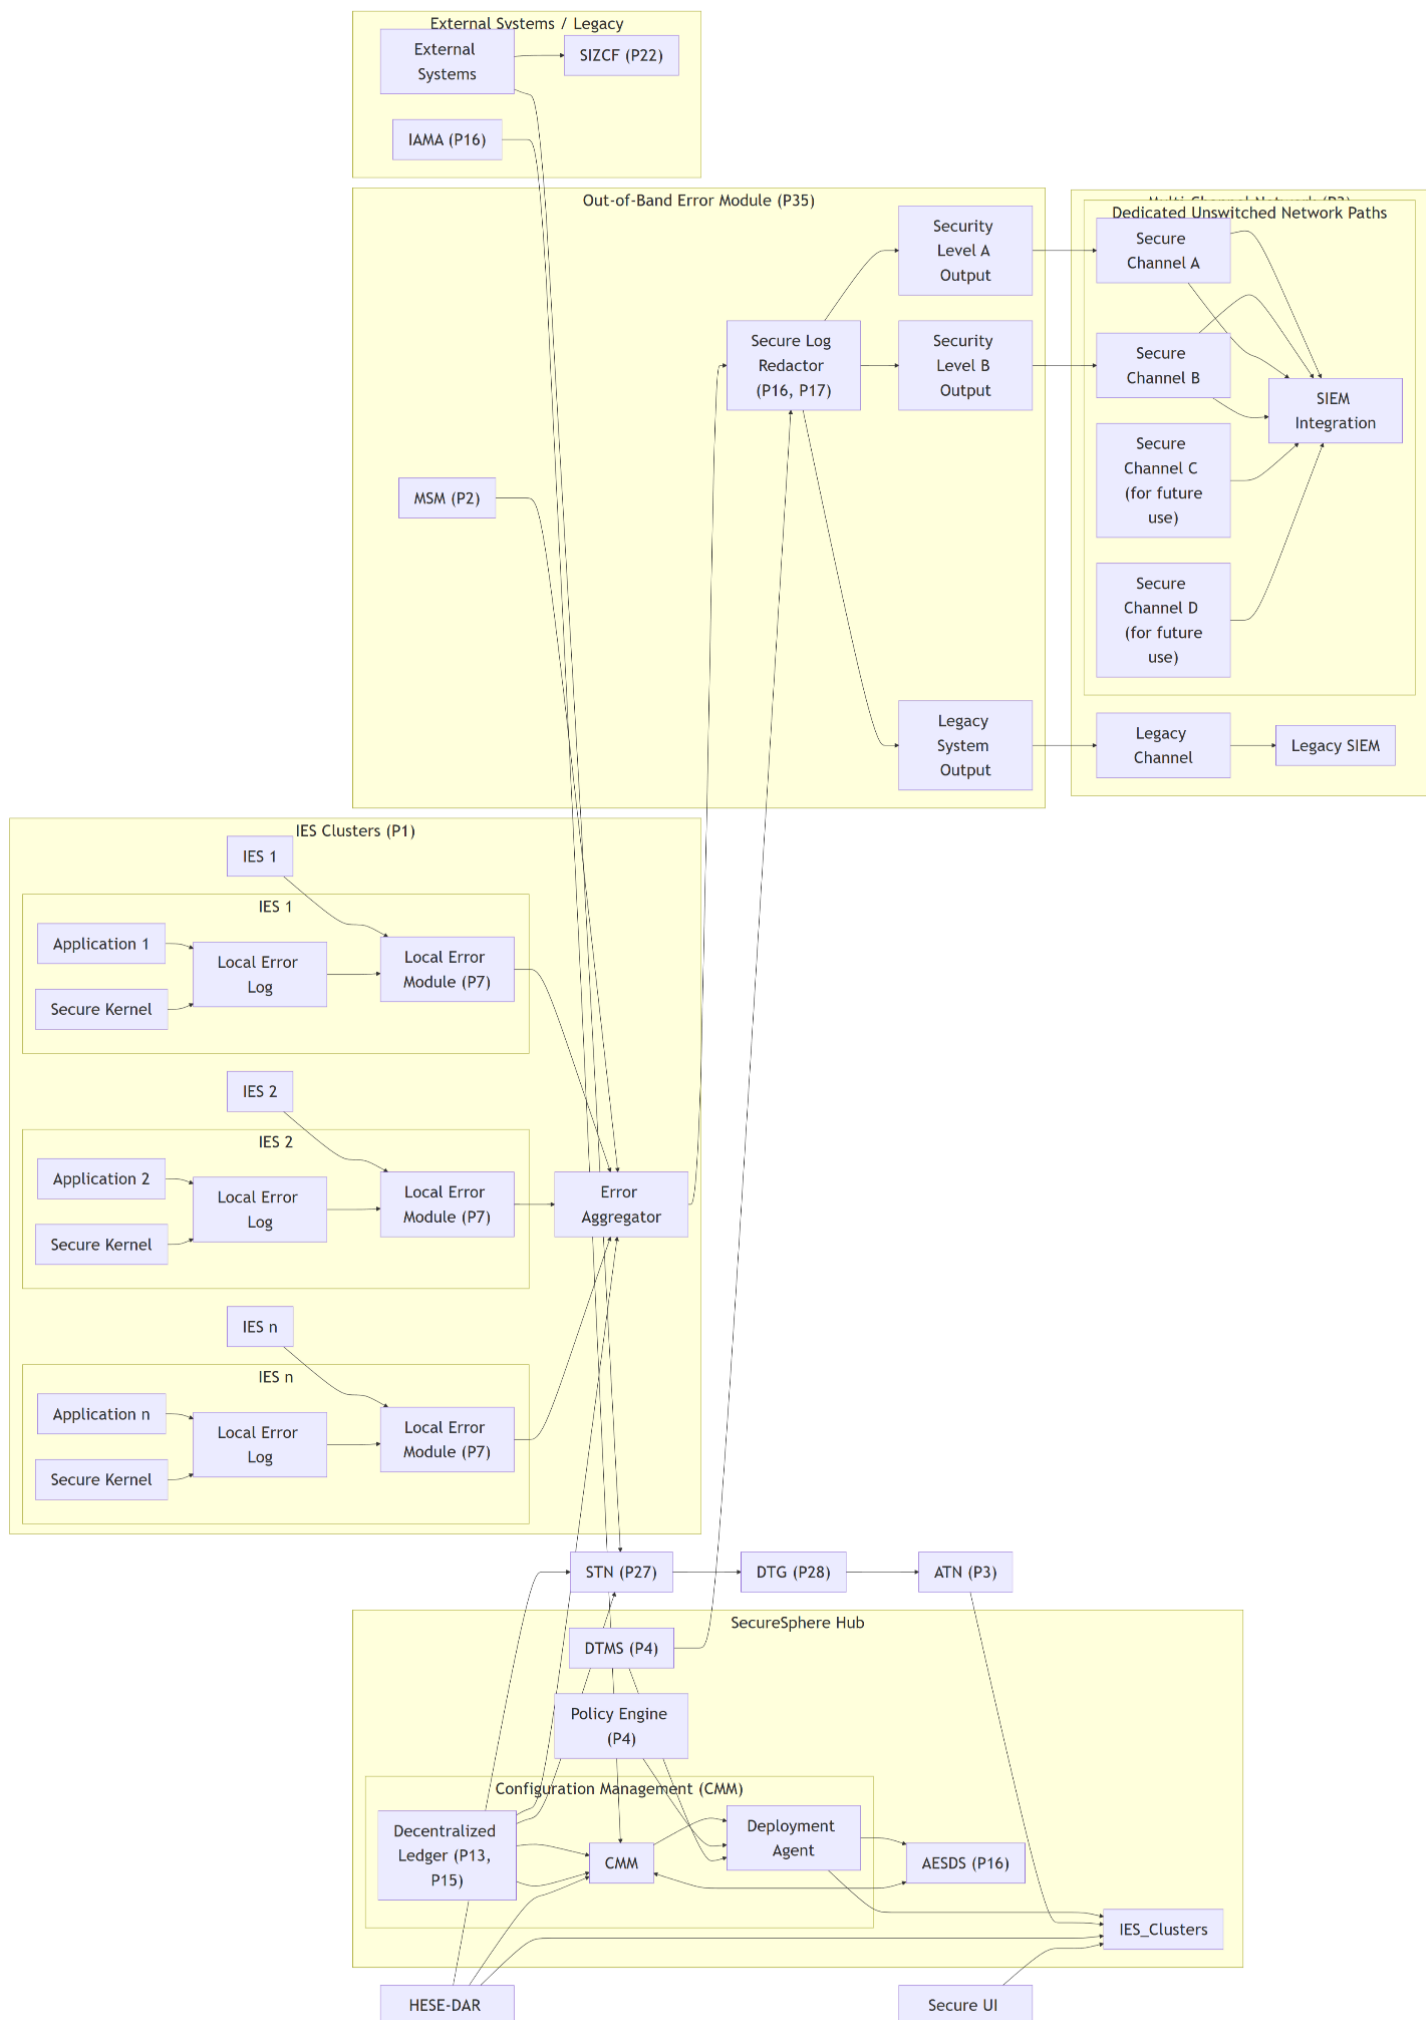 External Systems / Legacy
External
Systems
SIZCF (P22)
IAMA (P16)
Out-of-Band Error Module (P35)
Security
Level A
Output
Secure Log
Redactor
(P16, P17)
Security
Level B
Output
MSM (P2)
Legacy
System
Output
Multi-Channel Network (P3)
Dedicated Unswitched Network Paths
Secure
Channel A
Secure
Channel B
SIEM
Integration
Secure
Channel C
(for future
use)
Secure
Channel D
(for future
use)
Legacy
Channel
Legacy SIEM
IES Clusters (P1)
IES 1
IES 1
Application 1
Secure Kernel
Local Error
Log
Local Error
Module (P7)
IES 2
IES 2
Application 2
Secure Kernel
Local Error
Log
Local Error
Module (P7)
Error
Aggregator
IES n
IES n
Application n
Secure Kernel
Local Error
Log
Local Error
Module (P7)
STN (P27)
DTG (P28)
ATN (P3)
SecureSphere Hub
DTMS (P4)
Policy Engine
(P4)
Configuration Management (CMM)
Decentralized
Ledger (P13,
P15)
CMM
Deployment
Agent
AESDS (P16)
IES_Clusters
HESE-DAR
Secure UI